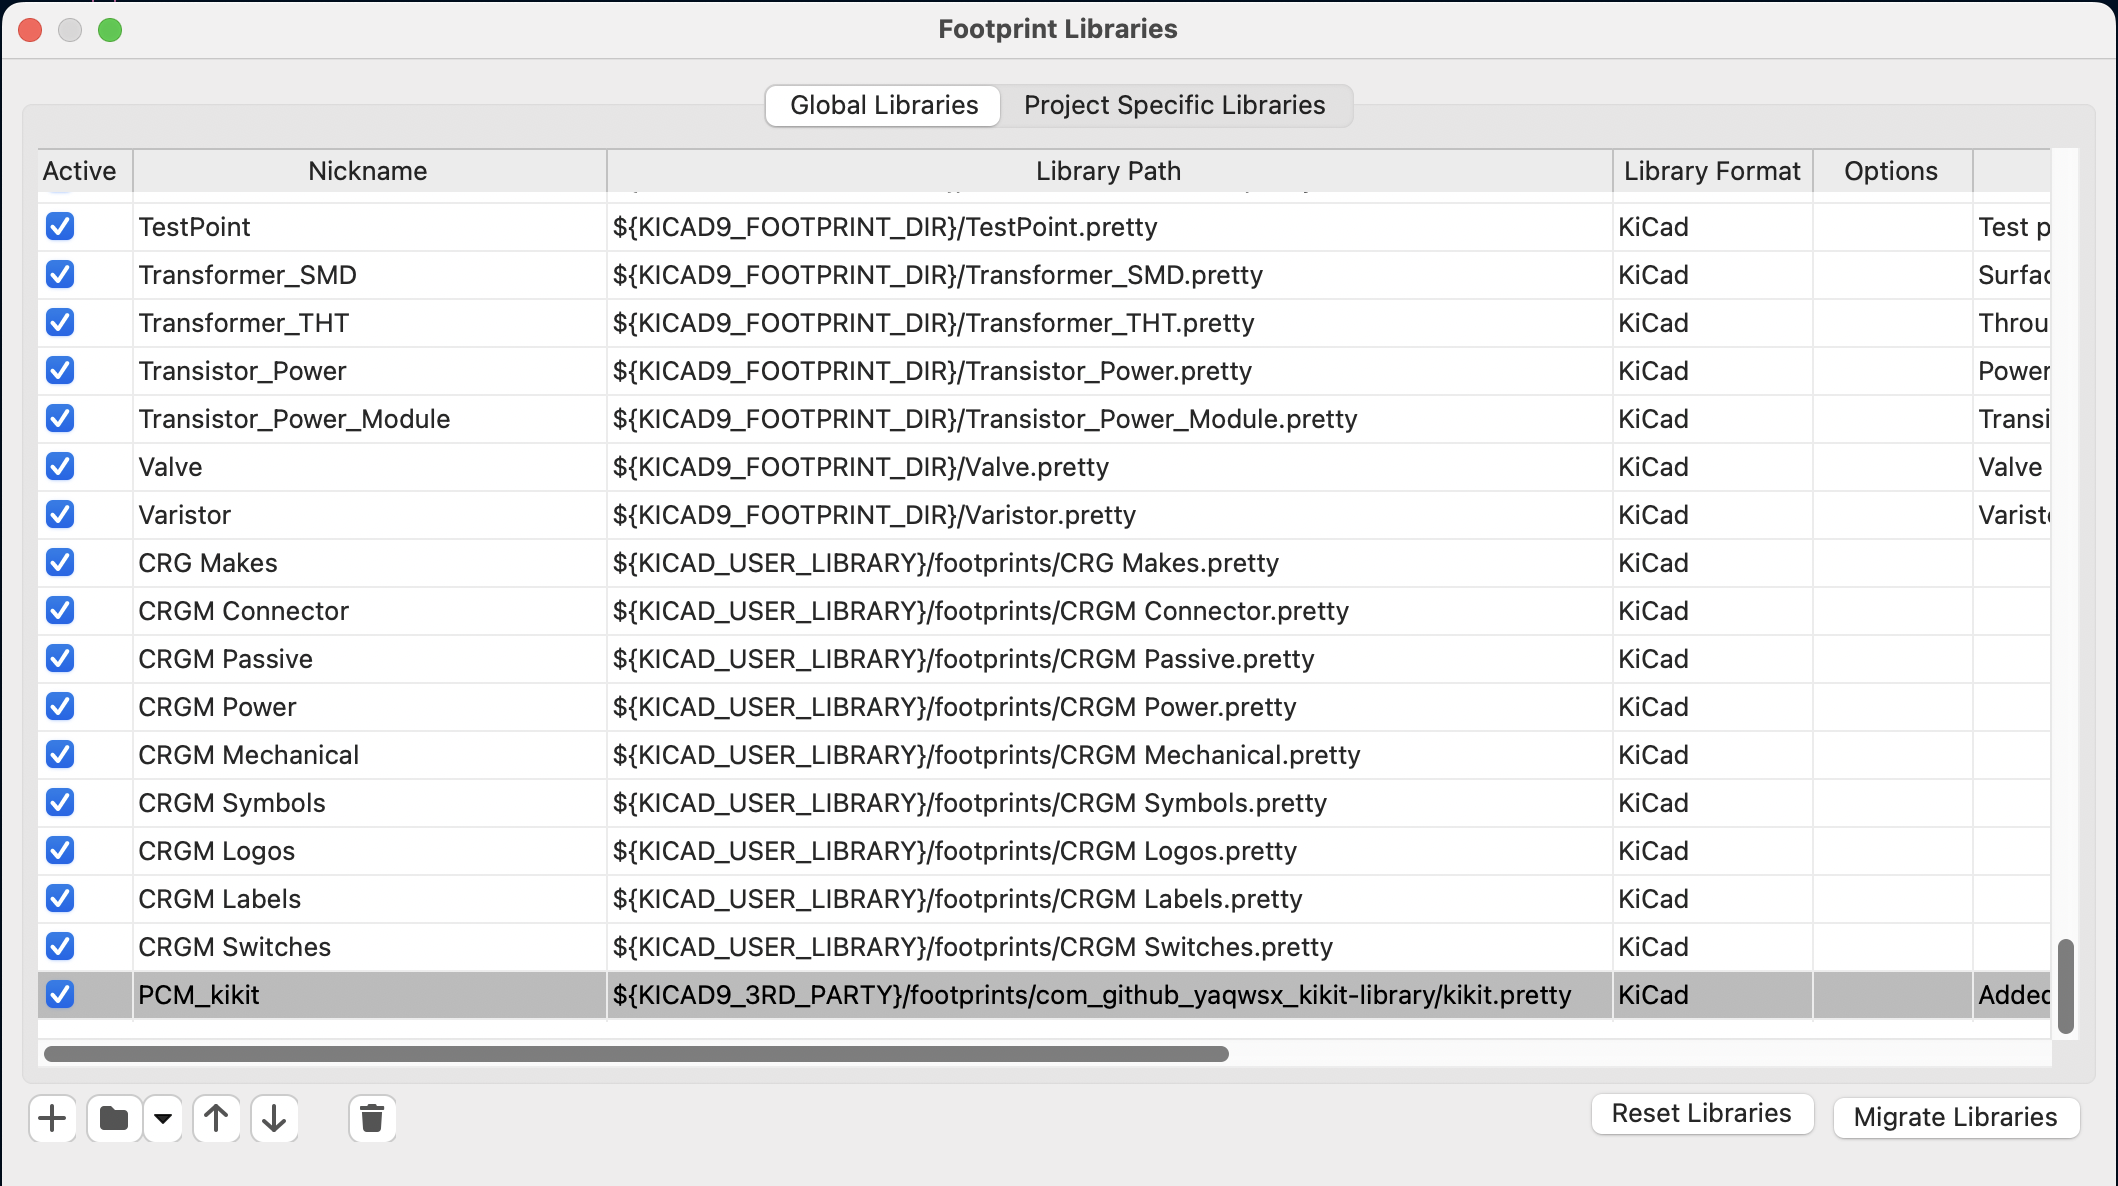 Footprint Libraries
Global Libraries Project Specific Libraries
Active Nickname Library Path Library Format Options
TestPoint ${KICAD9_FOOTPRINT_DIR}/TestPoint.pretty KiCad Test p
Transformer_SMD ${KICAD9_FOOTPRINT_DIR}/Transformer_SMD.pretty KiCad Surfac
Transformer_THT ${KICAD9_FOOTPRINT_DIR}/Transformer_THT.pretty KiCad Throu
Transistor_Power ${KICAD9_FOOTPRINT_DIR}/Transistor_Power.pretty KiCad Power
Transistor_Power_Module ${KICAD9_FOOTPRINT_DIR}/Transistor_Power_Module.pretty KiCad Transi
Valve ${KICAD9_FOOTPRINT_DIR}/Valve.pretty KiCad Valve
Varistor ${KICAD9_FOOTPRINT_DIR}/Varistor.pretty KiCad Varisto
CRG Makes ${KICAD_USER_LIBRARY}/footprints/CRG Makes.pretty KiCad
CRGM Connector ${KICAD_USER_LIBRARY}/footprints/CRGM Connector.pretty KiCad
CRGM Passive ${KICAD_USER_LIBRARY}/footprints/CRGM Passive.pretty KiCad
CRGM Power ${KICAD_USER_LIBRARY}/footprints/CRGM Power.pretty KiCad
CRGM Mechanical ${KICAD_USER_LIBRARY}/footprints/CRGM Mechanical.pretty KiCad
CRGM Symbols ${KICAD_USER_LIBRARY}/footprints/CRGM Symbols.pretty KiCad
CRGM Logos ${KICAD_USER_LIBRARY}/footprints/CRGM Logos.pretty KiCad
CRGM Labels ${KICAD_USER_LIBRARY}/footprints/CRGM Labels.pretty KiCad
CRGM Switches ${KICAD_USER_LIBRARY}/footprints/CRGM Switches.pretty KiCad
PCM_kikit ${KICAD9_3RD_PARTY}/footprints/com_github_yaqwsx_kikit-library/kikit.pretty KiCad Added
Reset Libraries Migrate Libraries